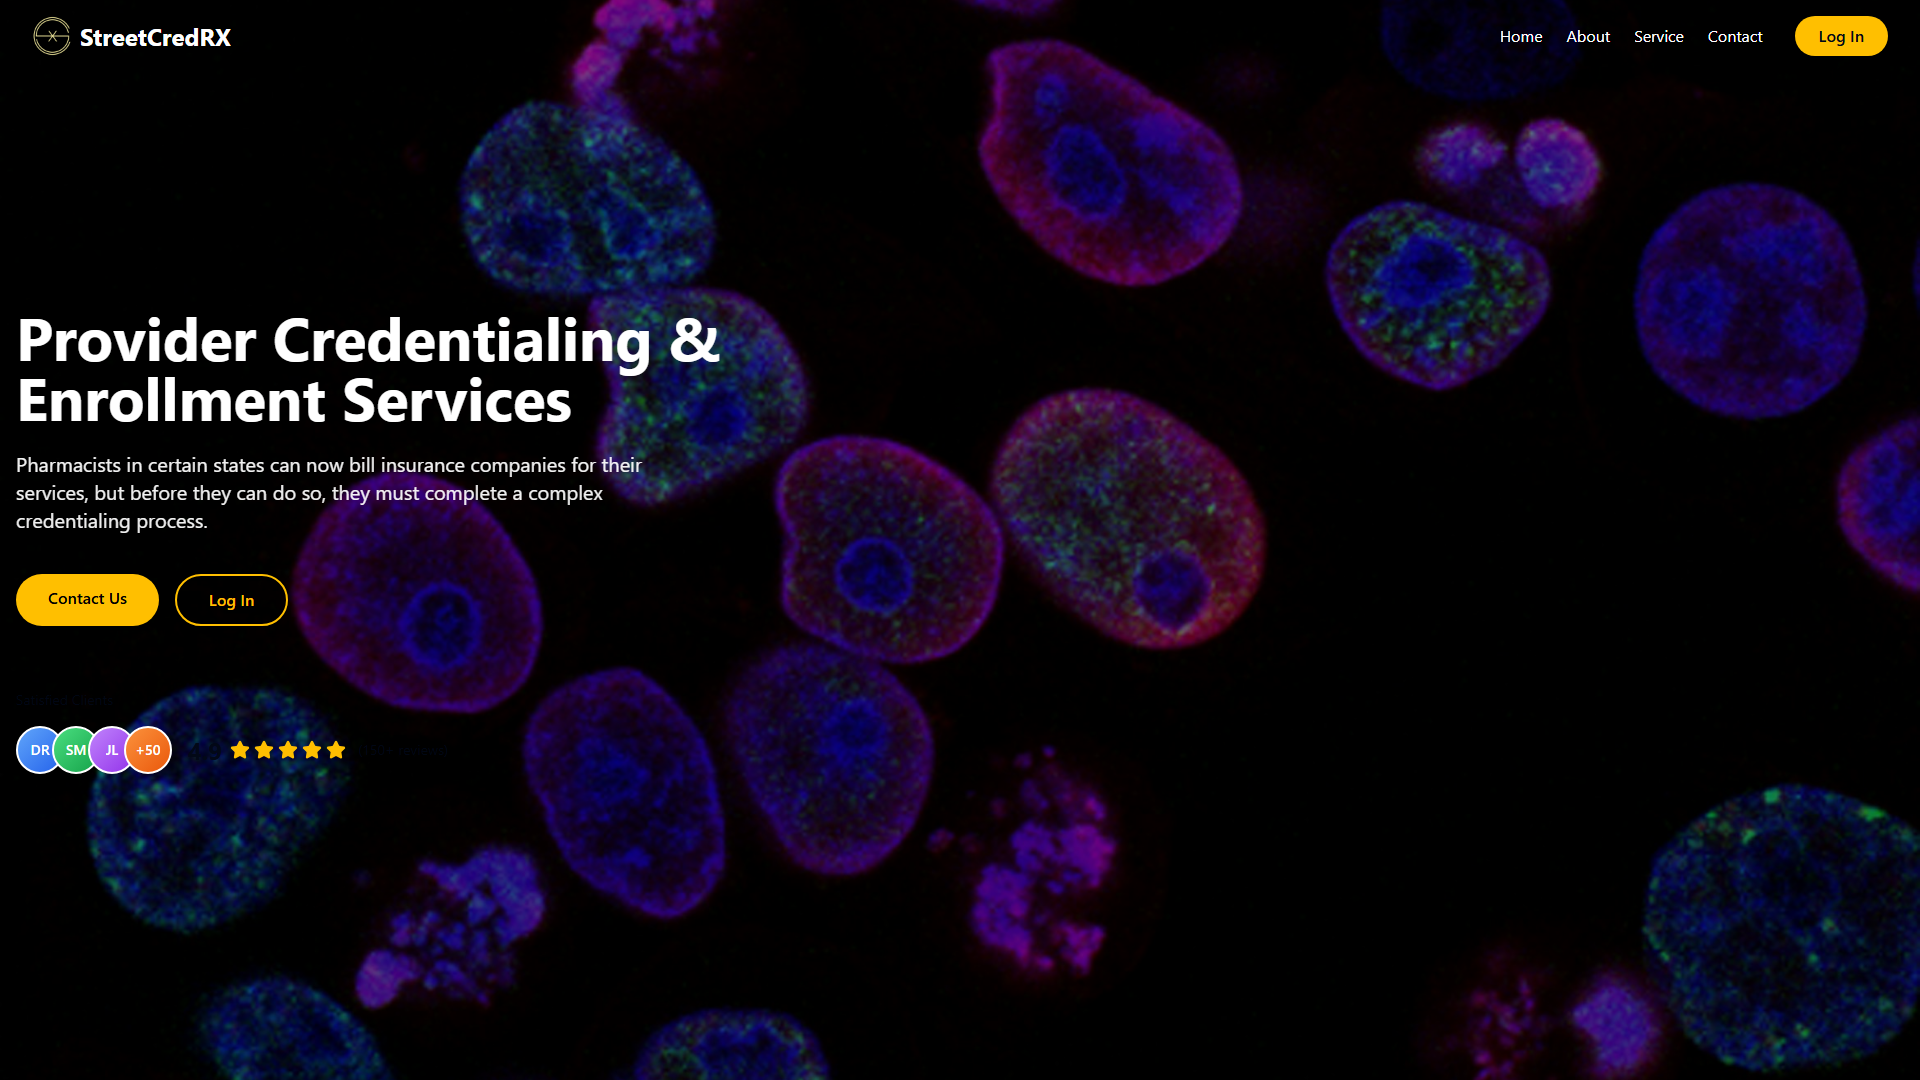 StreetCredRX
Home About Service Contact Log In
Provider Credentialing &
Enrollment Services
Pharmacists in certain states can now bill insurance companies for their
services, but before they can do so, they must complete a complex
credentialing process.
Contact Us Log In
Satisfied Clients
DR SM JL +50